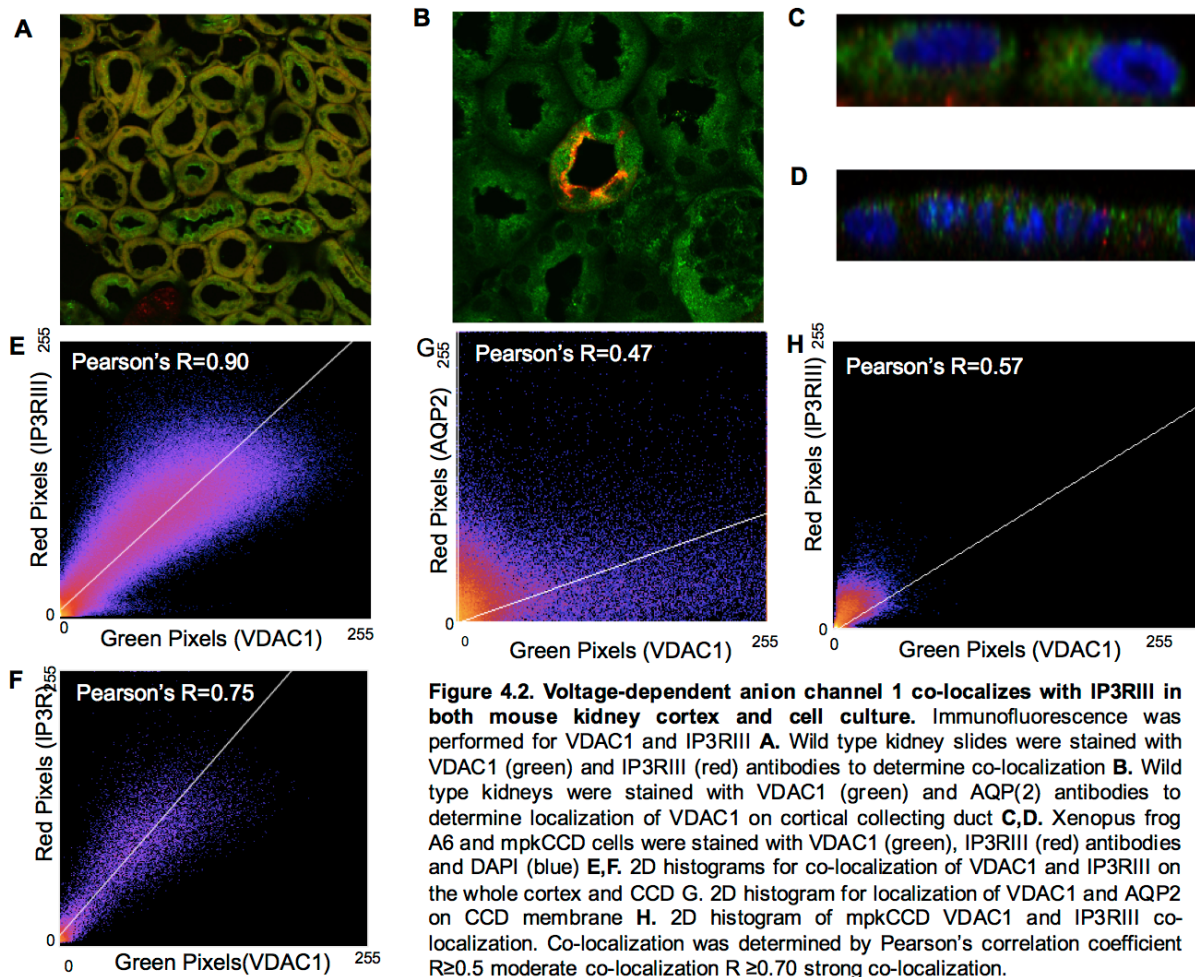 A
B
C
D
E
Pearson's R=0.90
255
Red Pixels (IP3RIII)
0
0
255
Green Pixels (VDAC1)
G
Pearson's R=0.47
255
Red Pixels (AQP2)
0
0
255
Green Pixels (VDAC1)
H
Pearson's R=0.57
255
Red Pixels (IP3RIII)
0
0
255
Green Pixels (VDAC1)
F
Pearson's R=0.75
255
Red Pixels (IP3R)
0
0
255
Green Pixels(VDAC1)
Figure 4.2. Voltage-dependent anion channel 1 co-localizes with IP3RIII in
both mouse kidney cortex and cell culture. Immunofluorescence was
performed for VDAC1 and IP3RIII A. Wild type kidney slides were stained with
VDAC1 (green) and IP3RIII (red) antibodies to determine co-localization B. Wild
type kidneys were stained with VDAC1 (green) and AQP(2) antibodies to
determine localization of VDAC1 on cortical collecting duct C,D. Xenopus frog
A6 and mpkCCD cells were stained with VDAC1 (green), IP3RIII (red) antibodies
and DAPI (blue) E,F. 2D histograms for co-localization of VDAC1 and IP3RIII on
the whole cortex and CCD G. 2D histogram for localization of VDAC1 and AQP2
on CCD membrane H. 2D histogram of mpkCCD VDAC1 and IP3RIII co-
localization. Co-localization was determined by Pearson's correlation coefficient
R≥0.5 moderate co-localization R ≥0.70 strong co-localization.